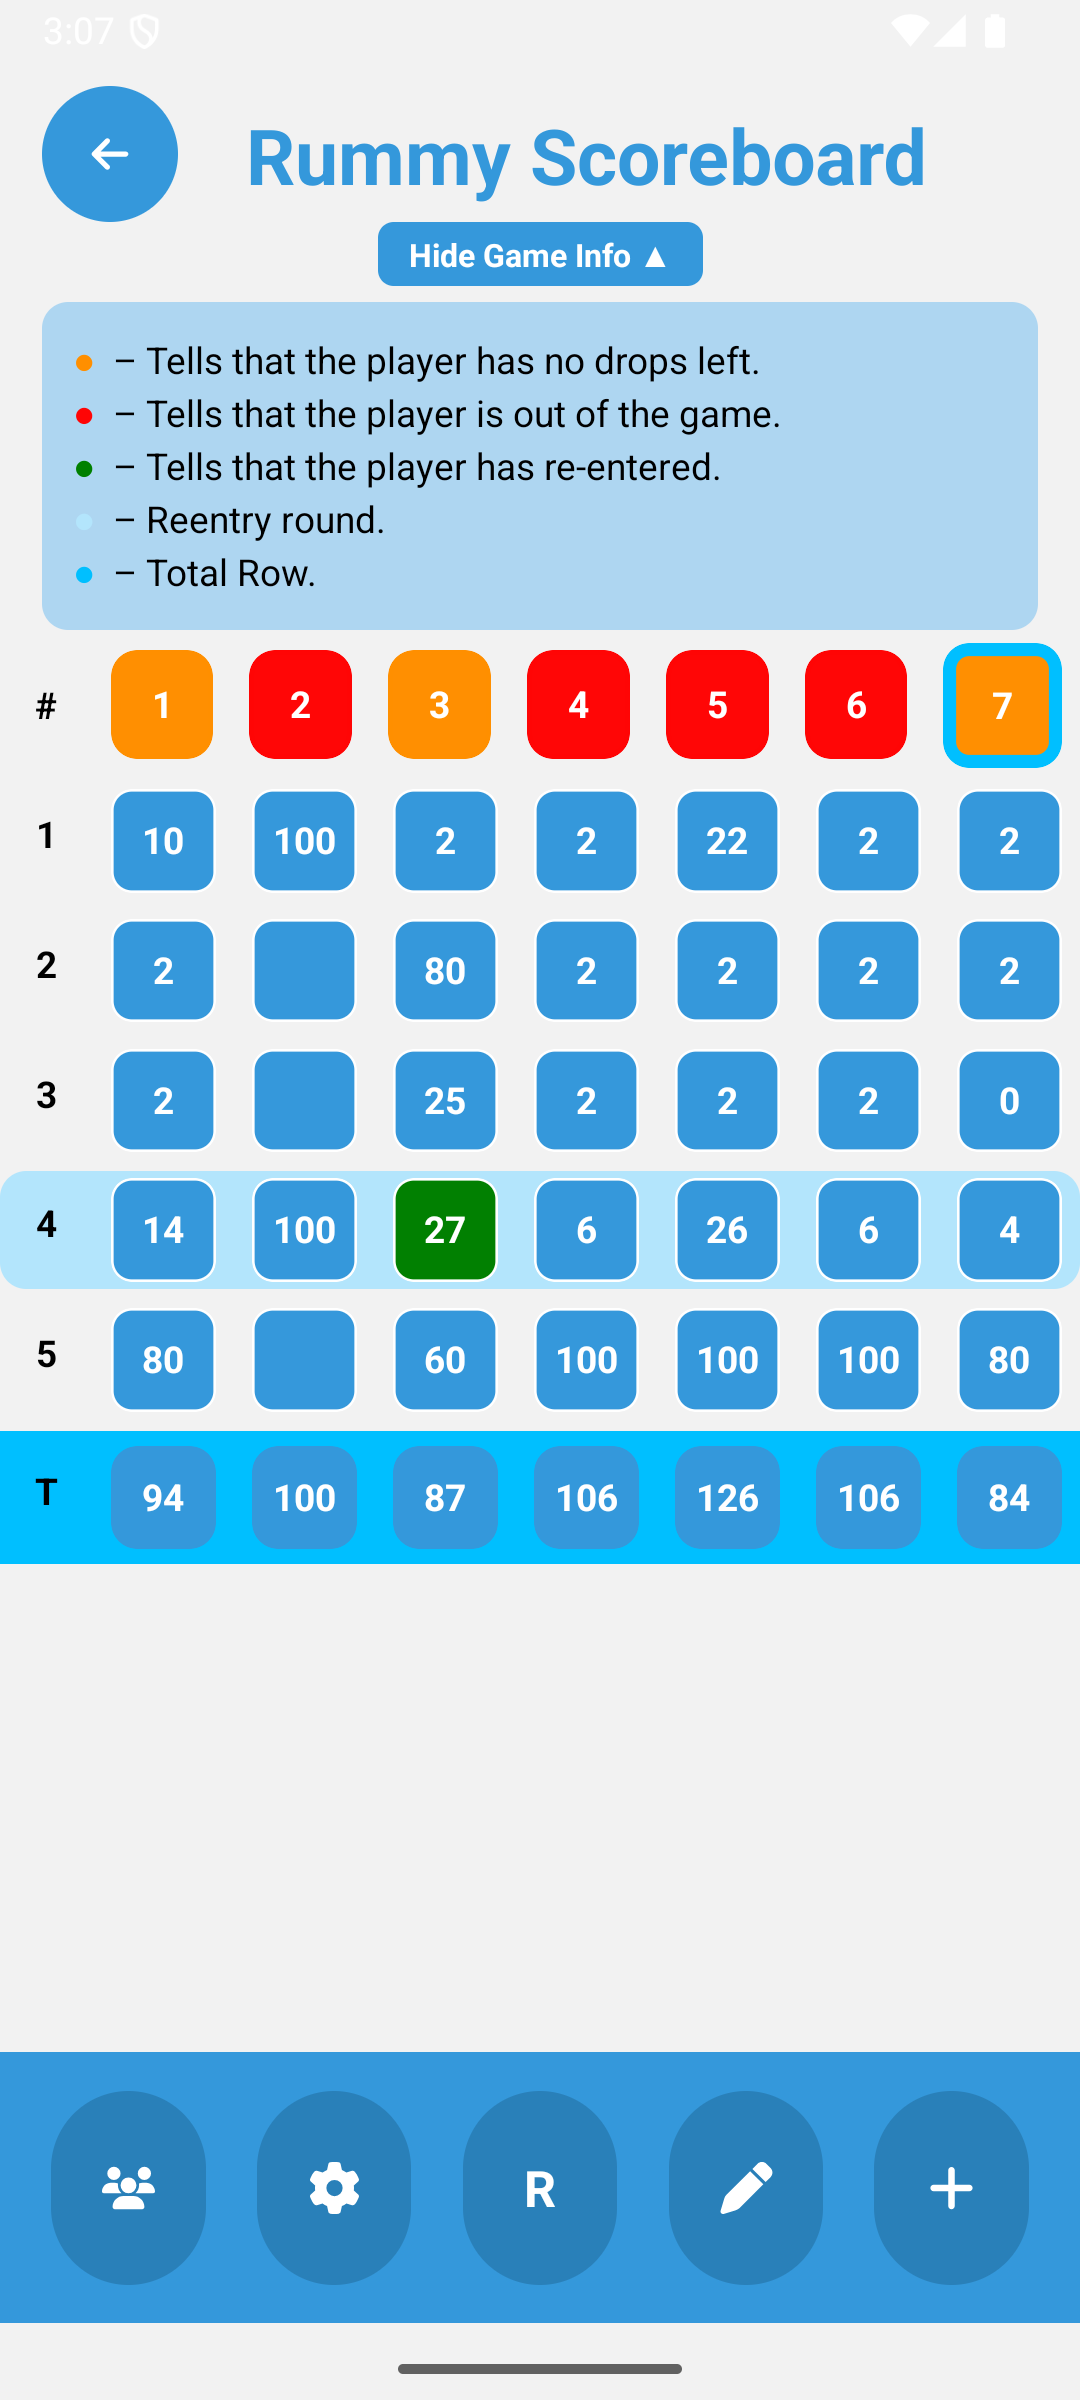 3:07
Rummy Scoreboard
Hide Game Info ▲
– Tells that the player has no drops left.
– Tells that the player is out of the game.
– Tells that the player has re-entered.
– Reentry round.
– Total Row.
# 1 2 3 4 5 6 7
1 10 100 2 2 22 2 2
2 2 80 2 2 2 2
3 2 25 2 2 2 0
4 14 100 27 6 26 6 4
5 80 60 100 100 100 80
T 94 100 87 106 126 106 84
R